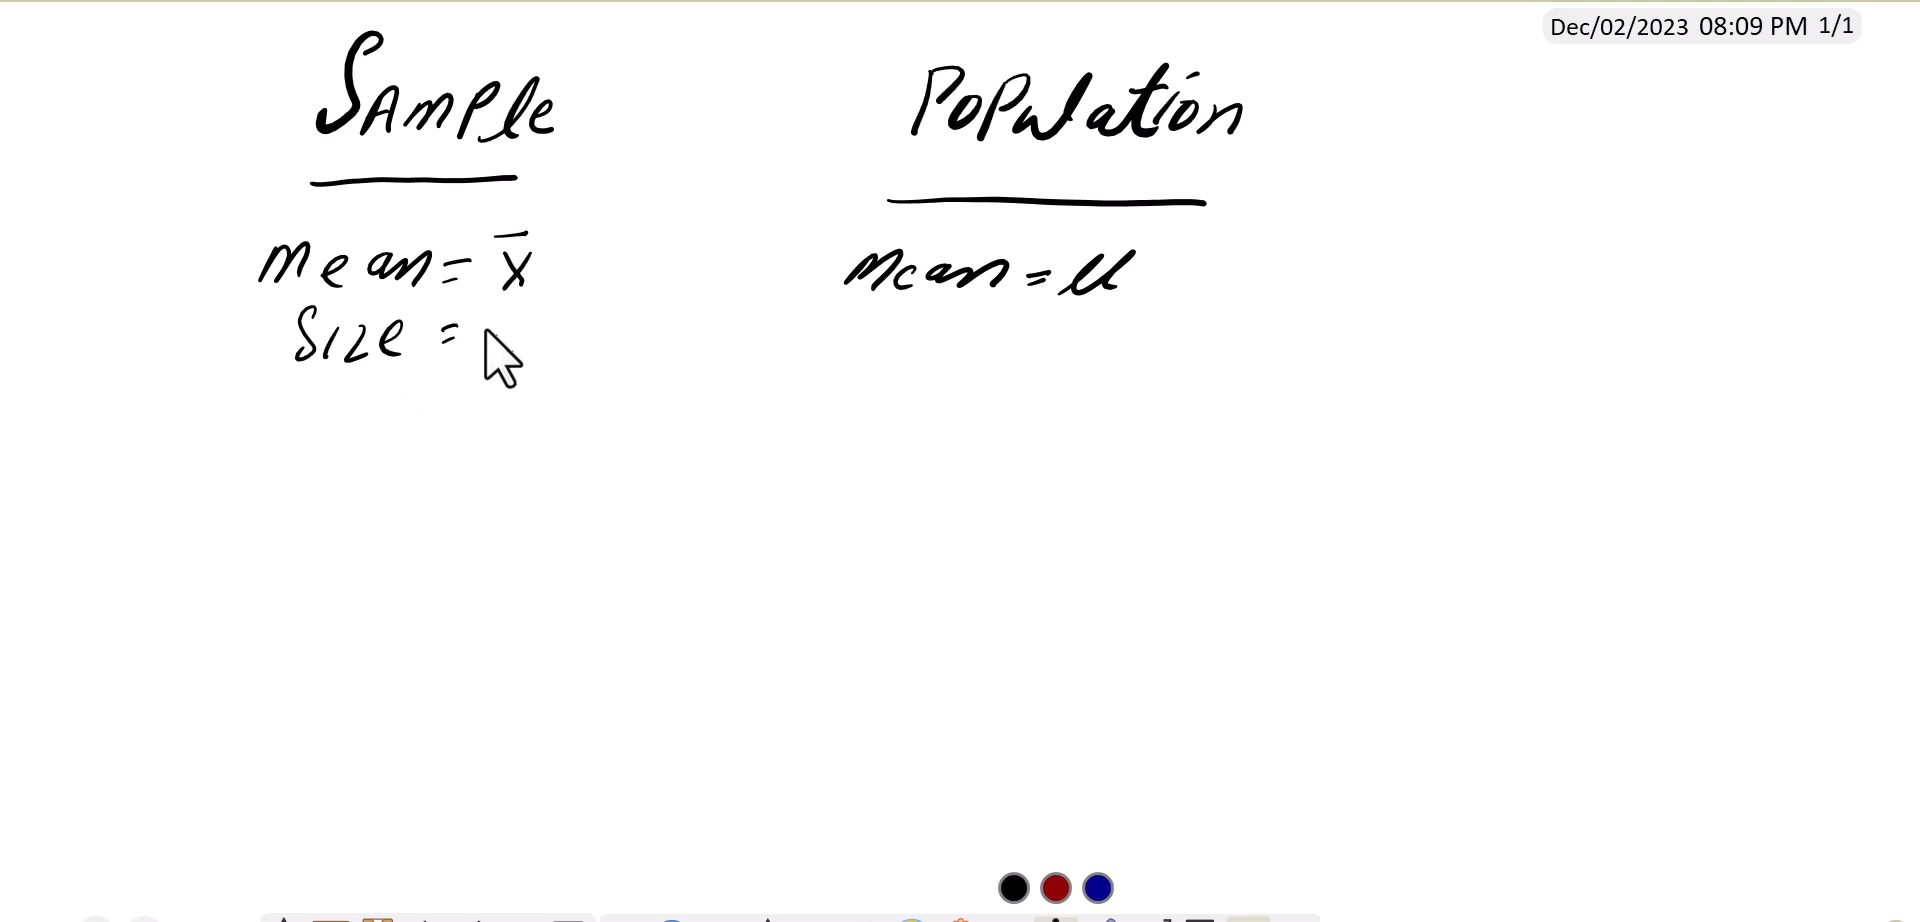 Dec/02/2023 08:09 PM 1/1
Sample Population
mean = x̄ mean = μ
Size =